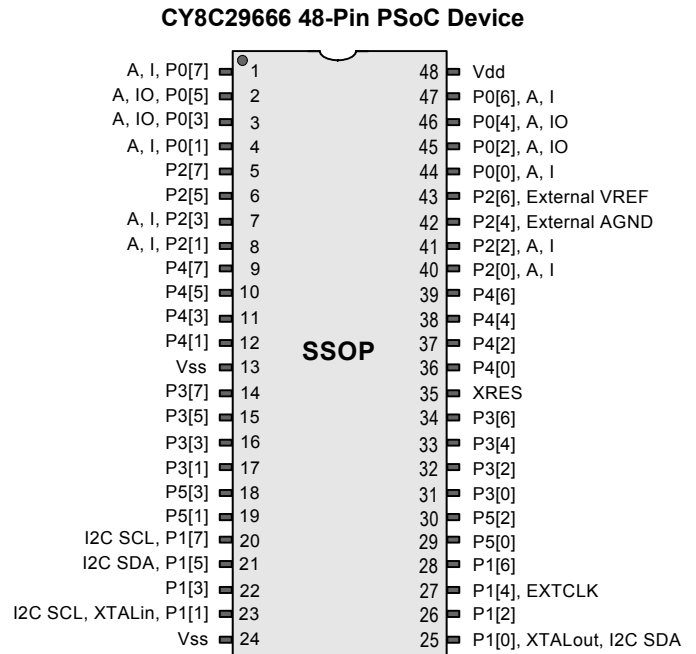 CY8C29666 48-Pin PSoC Device
A, I, P0[7] 1 48 Vdd
A, IO, P0[5] 2 47 P0[6], A, I
A, IO, P0[3] 3 46 P0[4], A, IO
A, I, P0[1] 4 45 P0[2], A, IO
P2[7] 5 44 P0[0], A, I
P2[5] 6 43 P2[6], External VREF
A, I, P2[3] 7 42 P2[4], External AGND
A, I, P2[1] 8 41 P2[2], A, I
P4[7] 9 40 P2[0], A, I
P4[5] 10 39 P4[6]
P4[3] 11 38 P4[4]
P4[1] 12 37 P4[2]
SSOP
Vss 13 36 P4[0]
P3[7] 14 35 XRES
P3[5] 15 34 P3[6]
P3[3] 16 33 P3[4]
P3[1] 17 32 P3[2]
P5[3] 18 31 P3[0]
P5[1] 19 30 P5[2]
I2C SCL, P1[7] 20 29 P5[0]
I2C SDA, P1[5] 21 28 P1[6]
P1[3] 22 27 P1[4], EXTCLK
I2C SCL, XTALin, P1[1] 23 26 P1[2]
Vss 24 25 P1[0], XTALout, I2C SDA